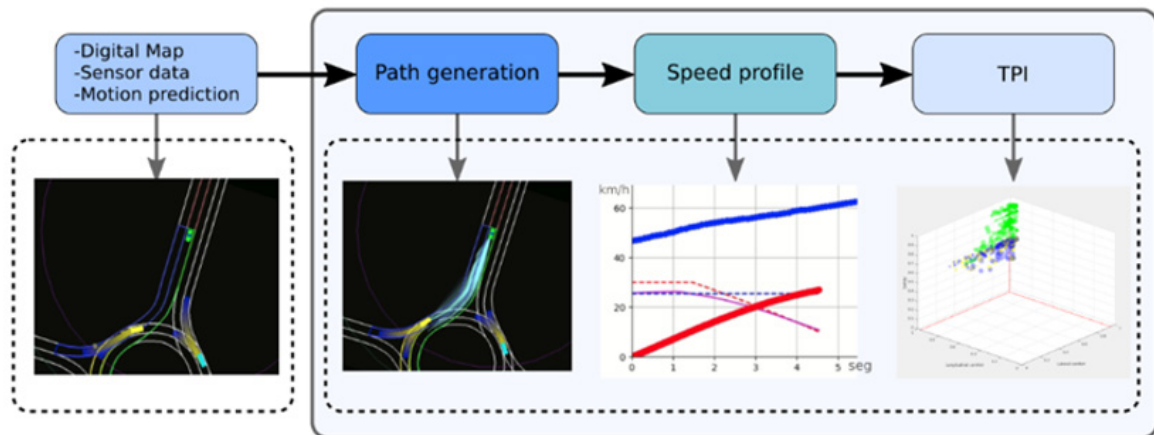 -Digital Map
-Sensor data
-Motion prediction
Path generation
Speed profile
TPI
km/h
60
40
20
0
0 1 2 3 4 5 seg